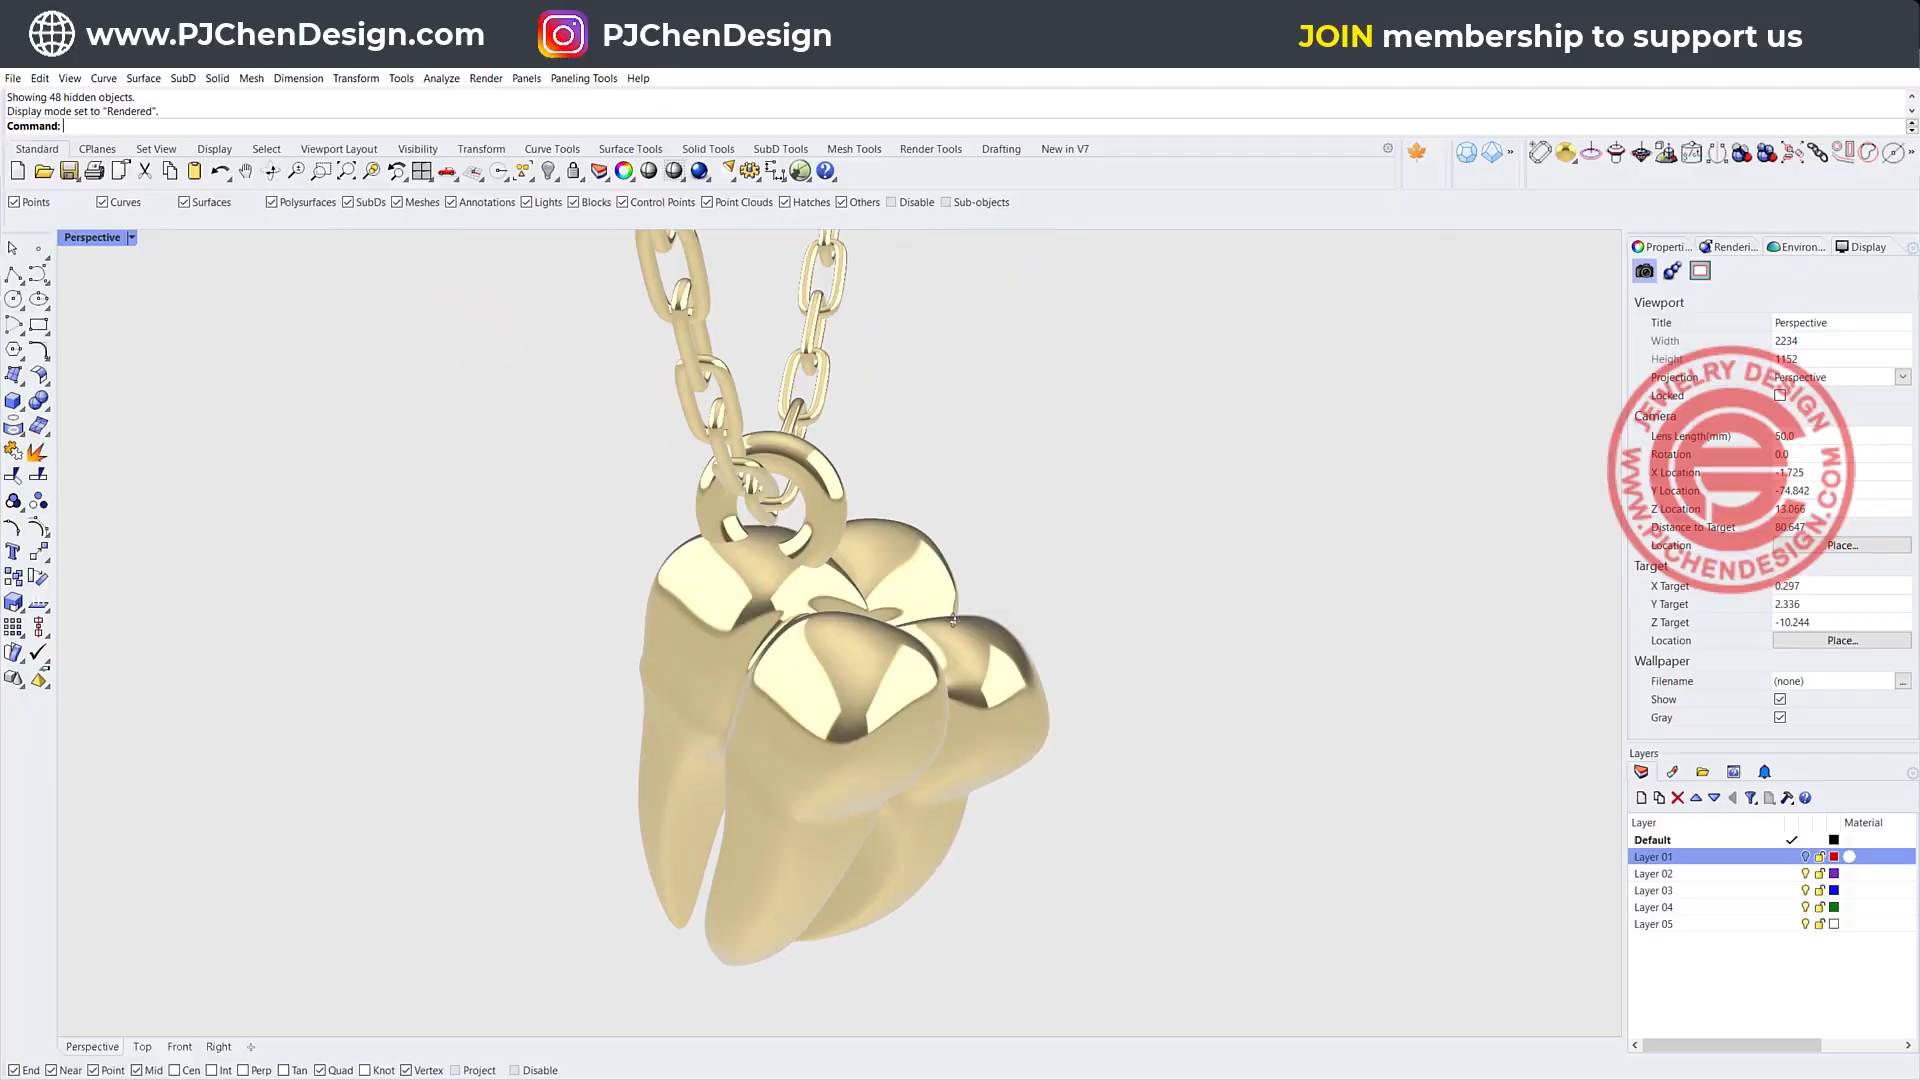 www.PJChenDesign.com PJChenDesign JOIN membership to support us
File Edit View Curve Surface SubD Solid Mesh Dimension Transform Tools Analyze Render Panels Paneling Tools Help
Showing 48 hidden objects.
Display mode set to "Rendered".
Command:
Standard CPlanes Set View Display Select Viewport Layout Visibility Transform Curve Tools Surface Tools Solid Tools SubD Tools Mesh Tools Render Tools Drafting New in V7
Points Curves Surfaces Polysurfaces SubDs Meshes Annotations Lights Blocks Control Points Point Clouds Hatches Others Disable Sub-objects
Perspective
Properti... Renderi... Environ... Display
Viewport
Title Perspective
Width 2234
Height 1152
Projection Perspective
Locked
Camera
Lens Length(mm) 50.0
Rotation 0.0
X Location -1.725
Y Location -74.842
Z Location 13.066
Distance to Target 80.647
Location Place...
Target
X Target 0.297
Y Target 2.336
Z Target -10.244
Location Place...
Wallpaper
Filename (none) ...
Show
Gray
JEWELRY DESIGN
WWW.PJCHENDESIGN.COM
Layers
Layer Material
Default
Layer 01
Layer 02
Layer 03
Layer 04
Layer 05
Perspective Top Front Right
End Near Point Mid Cen Int Perp Tan Quad Knot Vertex Project Disable